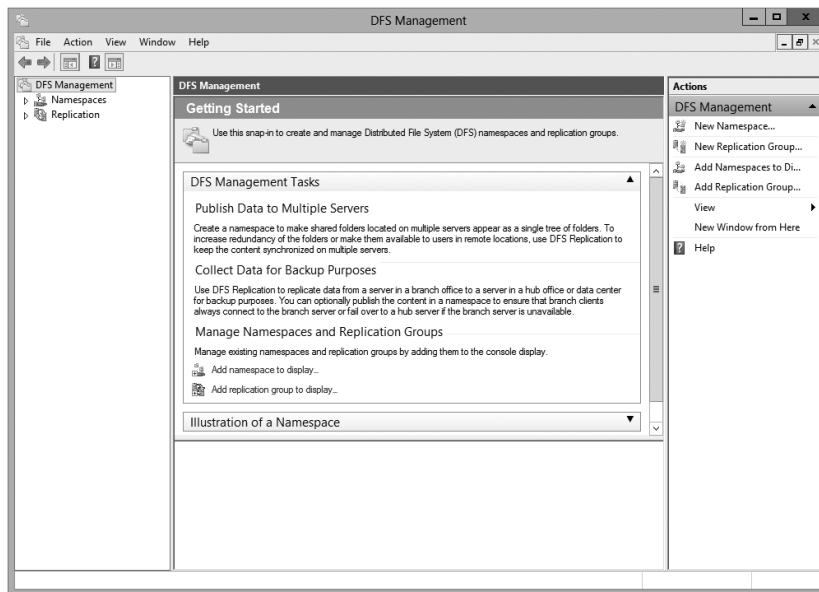 DFS Management
File Action View Window Help
DFS Management
Namespaces
Replication
DFS Management
Getting Started
Use this snap-in to create and manage Distributed File System (DFS) namespaces and replication groups.
DFS Management Tasks
Publish Data to Multiple Servers
Create a namespace to make shared folders located on multiple servers appear as a single tree of folders. To
increase redundancy of the folders or make them available to users in remote locations, use DFS Replication to
keep the content synchronized on multiple servers.
Collect Data for Backup Purposes
Use DFS Replication to replicate data from a server in a branch office to a server in a hub office or data center
for backup purposes. You can optionally publish the content in a namespace to ensure that branch clients
always connect to the branch server or fail over to a hub server if the branch server is unavailable.
Manage Namespaces and Replication Groups
Manage existing namespaces and replication groups by adding them to the console display.
Add namespace to display...
Add replication group to display...
Illustration of a Namespace
Actions
DFS Management
New Namespace...
New Replication Group...
Add Namespaces to Di...
Add Replication Group...
View
New Window from Here
Help